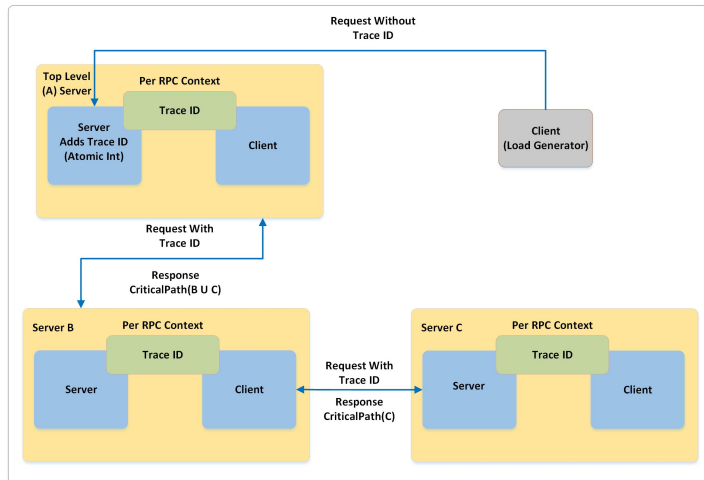 Request Without
Trace ID
Top Level
(A) Server
Per RPC Context
Trace ID
Server
Adds Trace ID
(Atomic Int)
Client
Client
(Load Generator)
Request With
Trace ID
Response
CriticalPath(B U C)
Server B
Per RPC Context
Trace ID
Server
Client
Request With
Trace ID
Response
CriticalPath(C)
Server C
Per RPC Context
Trace ID
Server
Client